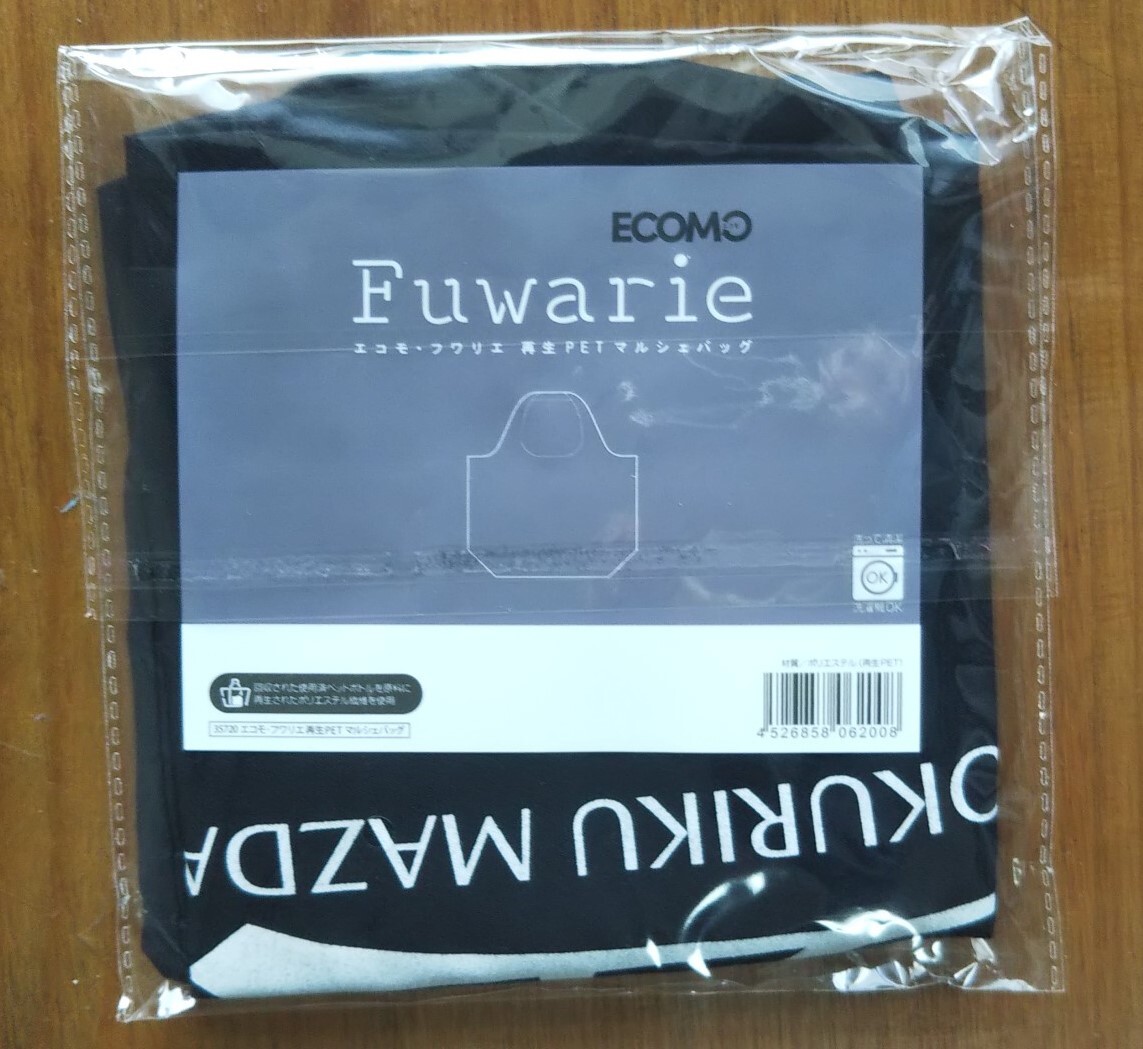 ECOMO
Fuwarie
エコモ・フワリエ 再生PETマルシェバッグ
洗って清潔
OK
洗濯機OK
材質／ポリエステル(再生PET)
回収された使用済ペットボトルを原料に
再生されたポリエステル繊維を使用
35720 エコモ・フワリエ再生PET マルシェバッグ
4 526858 062008
OKURIKU MAZDA